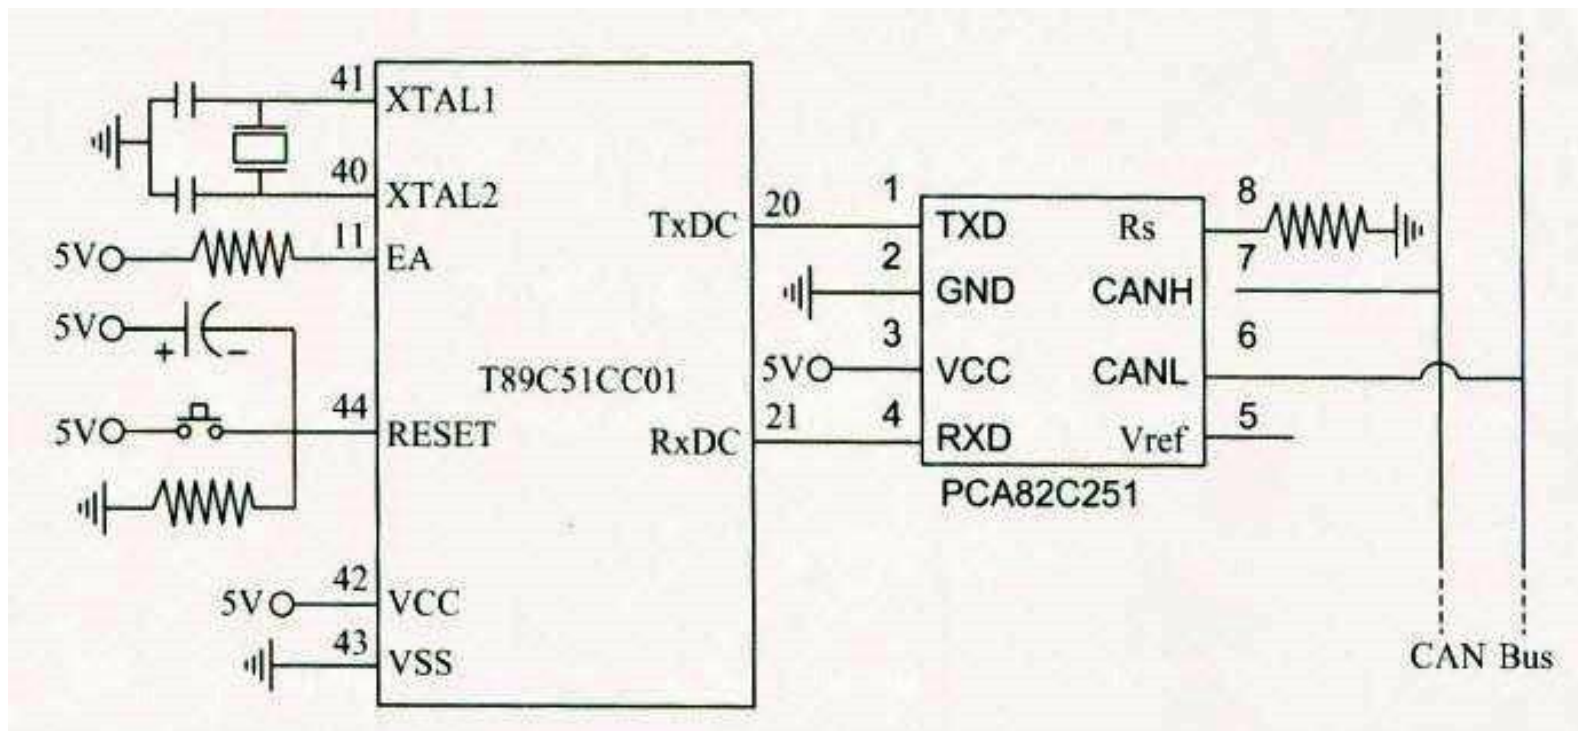 41
XTAL1
40
XTAL2
5V
11
EA
5V
+ -
5V
44
RESET
5V
42
VCC
43
VSS
T89C51CC01
TxDC
20
RxDC
21
1
TXD
2
GND
5V
3
VCC
4
RXD
Rs
8
CANH
7
CANL
6
Vref
5
PCA82C251
CAN Bus